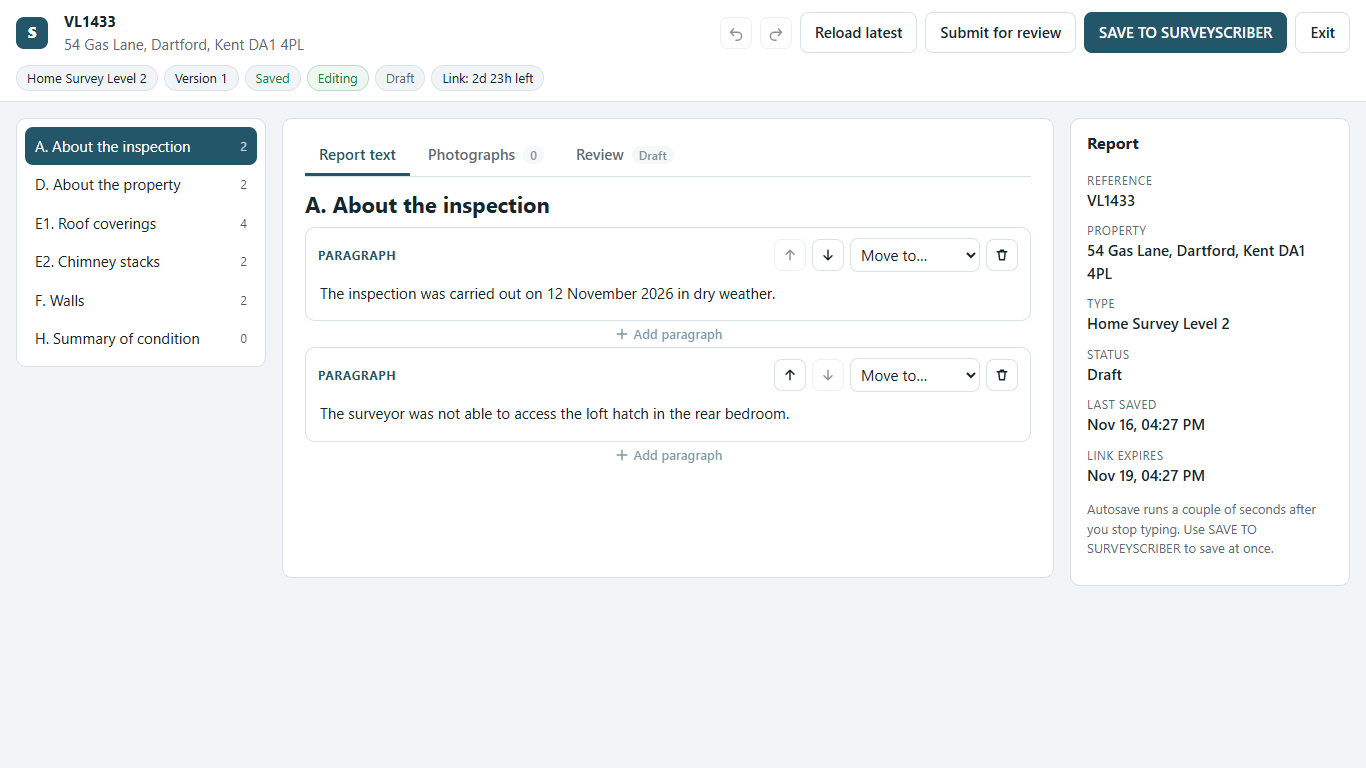 S
VL1433
54 Gas Lane, Dartford, Kent DA1 4PL
Reload latest
Submit for review
SAVE TO SURVEYSCRIBER
Exit
Home Survey Level 2
Version 1
Saved
Editing
Draft
Link: 2d 23h left
A. About the inspection 2
D. About the property 2
E1. Roof coverings 4
E2. Chimney stacks 2
F. Walls 2
H. Summary of condition 0
Report text
Photographs 0
Review Draft
A. About the inspection
PARAGRAPH
Move to...
The inspection was carried out on 12 November 2026 in dry weather.
+ Add paragraph
PARAGRAPH
Move to...
The surveyor was not able to access the loft hatch in the rear bedroom.
+ Add paragraph
Report
REFERENCE
VL1433
PROPERTY
54 Gas Lane, Dartford, Kent DA1
4PL
TYPE
Home Survey Level 2
STATUS
Draft
LAST SAVED
Nov 16, 04:27 PM
LINK EXPIRES
Nov 19, 04:27 PM
Autosave runs a couple of seconds after
you stop typing. Use SAVE TO
SURVEYSCRIBER to save at once.